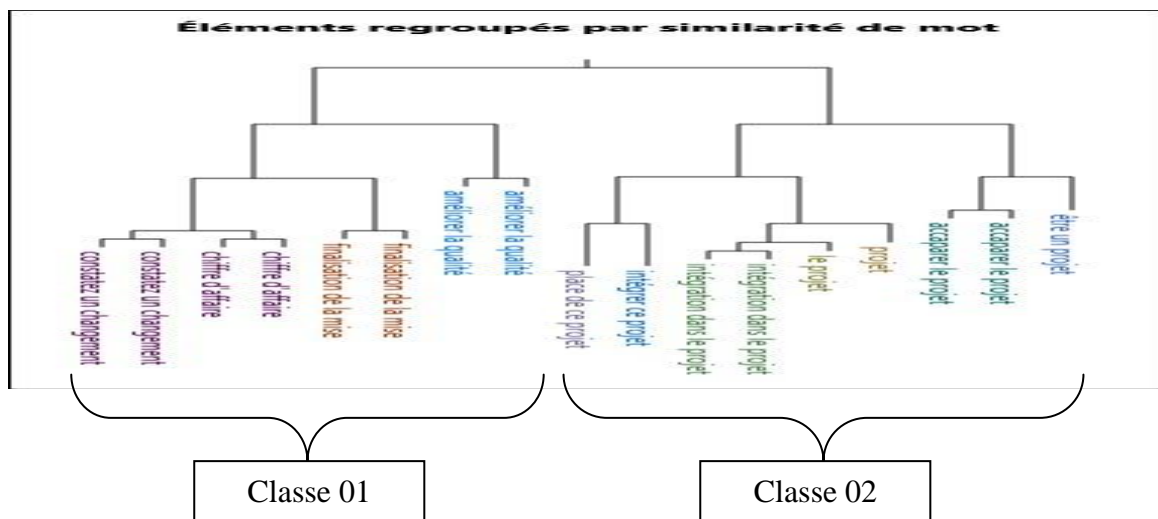 Éléments regroupés par similarité de mot
constatez un changement
constatez un changement
chiffre d'affaire
chiffre d'affaire
finalisation de la mise
finalisation de la mise
améliorer la qualité
améliorer la qualité
place de ce projet
intégrer ce projet
intégration dans le projet
intégration dans le projet
le projet
projet
accaparer le projet
accaparer le projet
être un projet
Classe 01
Classe 02